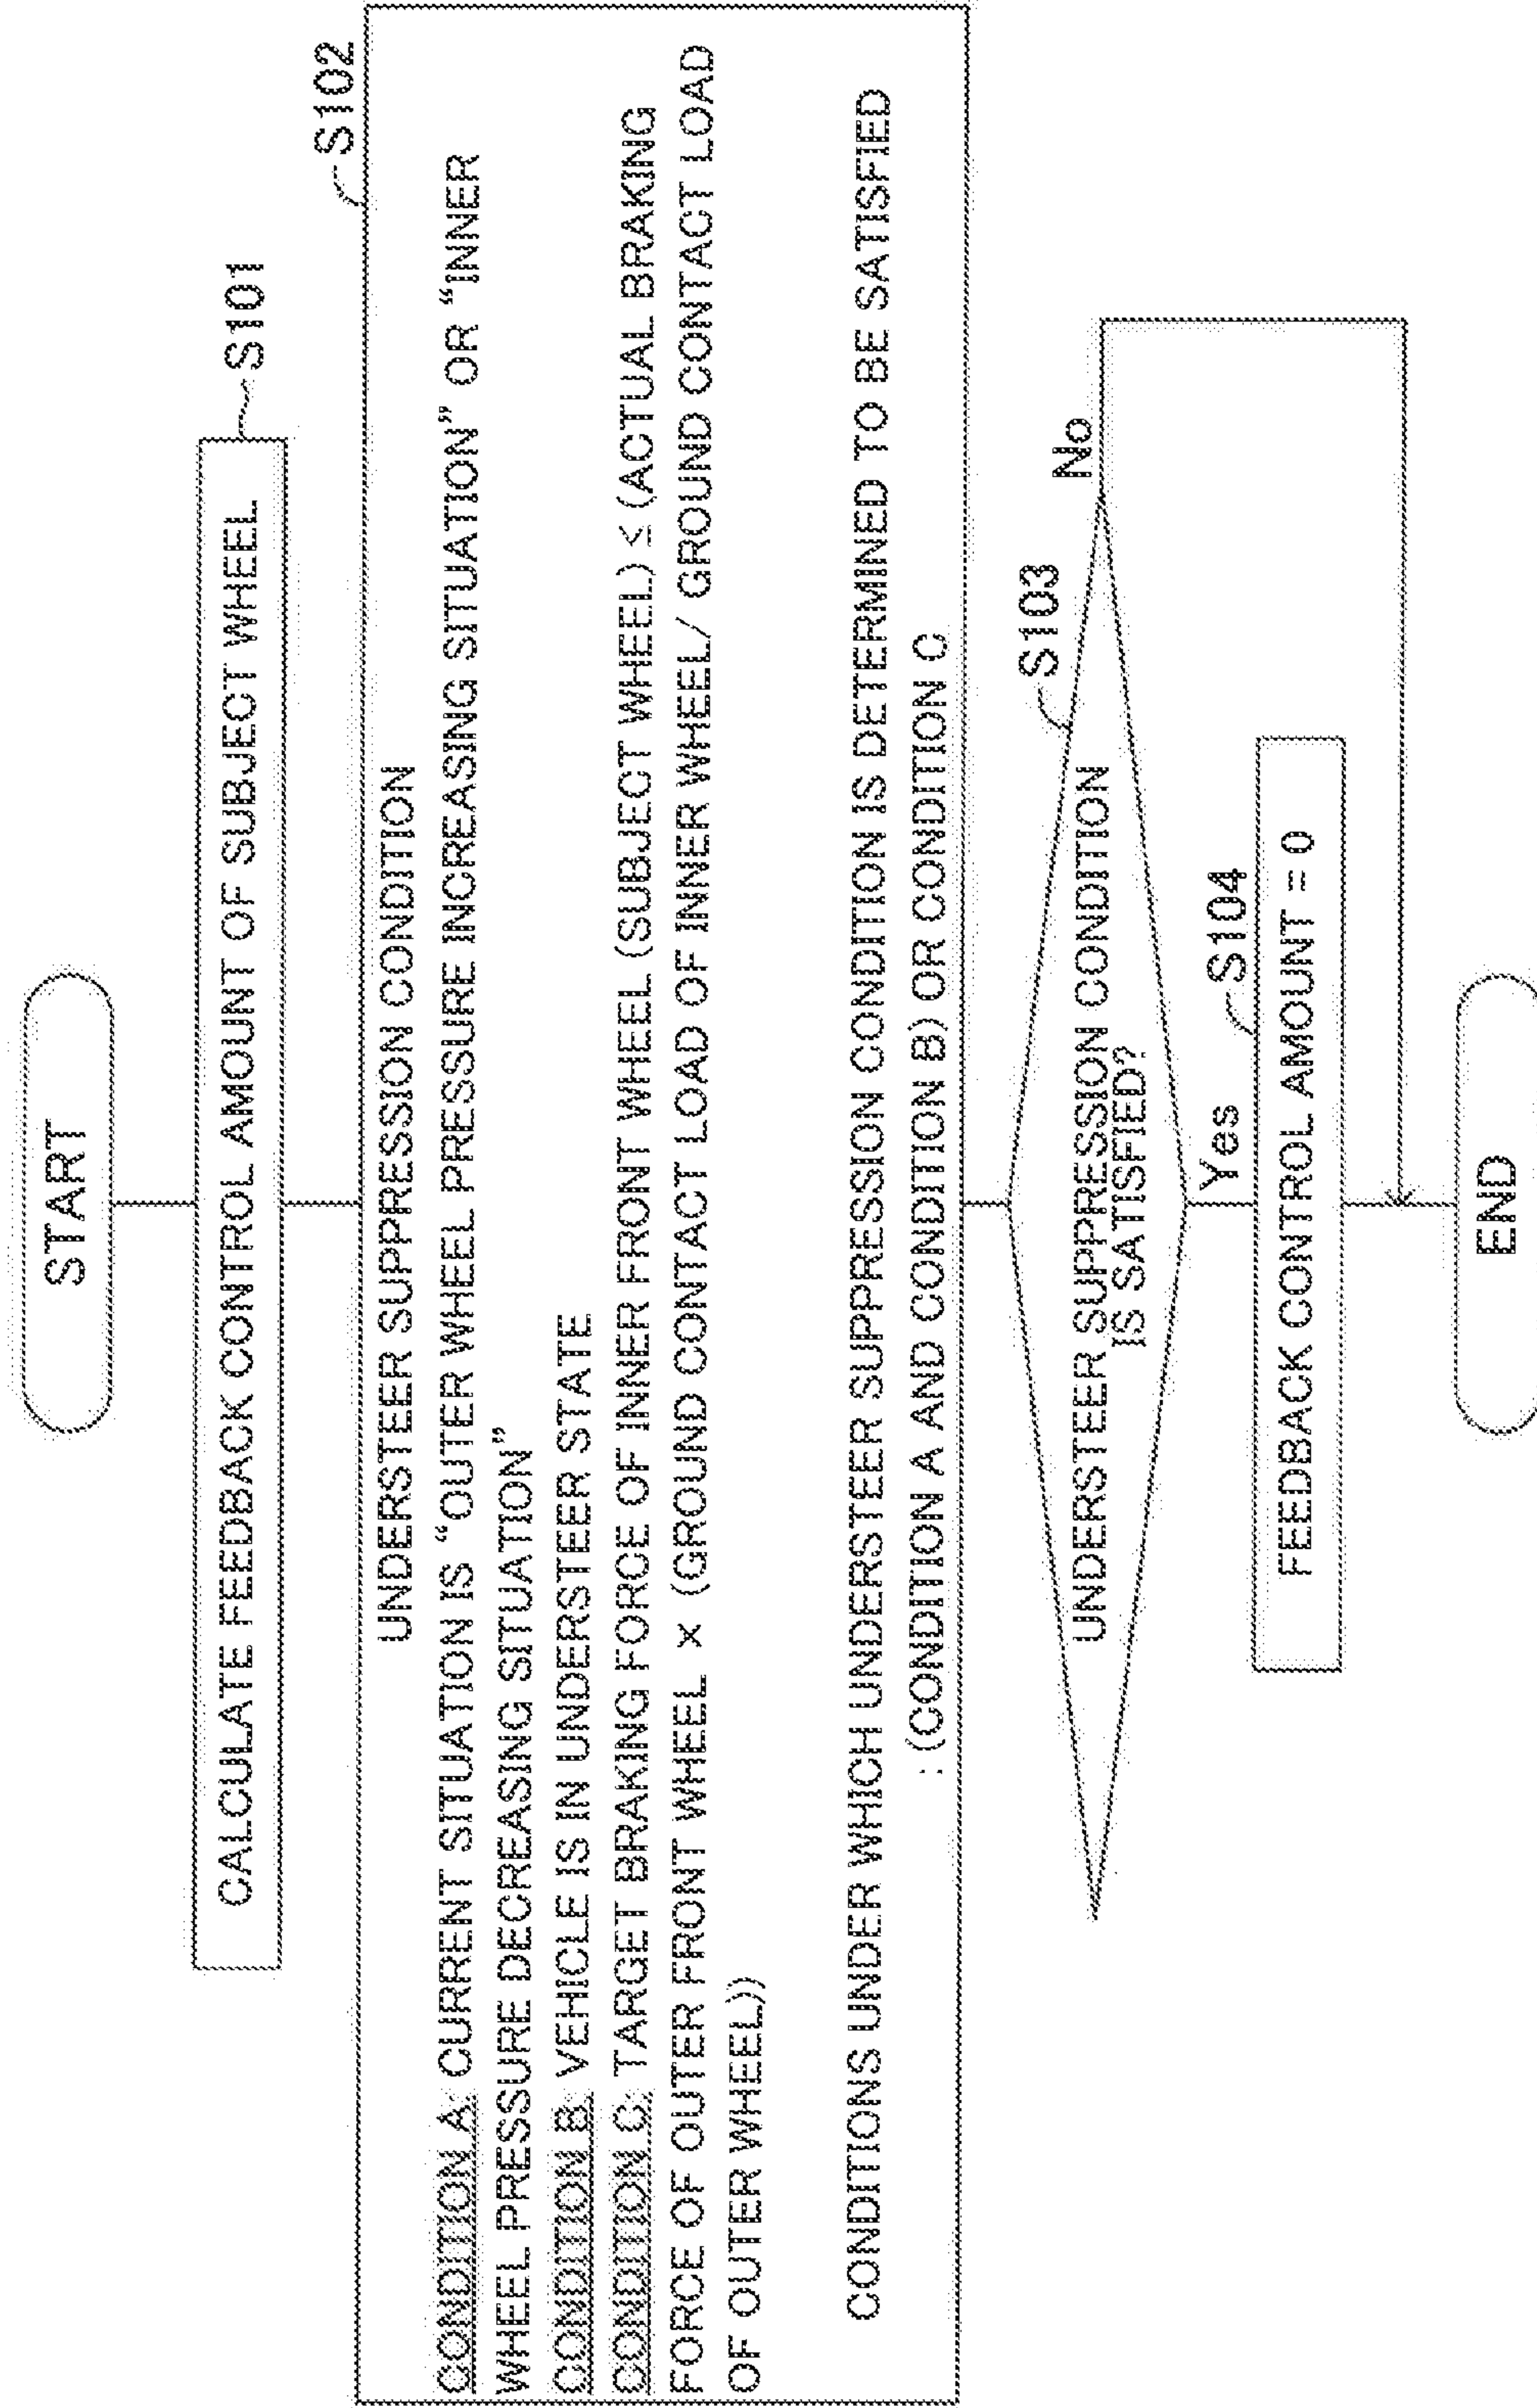 START
CALCULATE FEEDBACK CONTROL AMOUNT OF SUBJECT WHEEL
S101
S102
UNDERSTEER SUPPRESSION CONDITION
CONDITION A: CURRENT SITUATION IS “OUTER WHEEL PRESSURE INCREASING SITUATION” OR “INNER
WHEEL PRESSURE DECREASING SITUATION”
CONDITION B: VEHICLE IS IN UNDERSTEER STATE
CONDITION C: TARGET BRAKING FORCE OF INNER FRONT WHEEL (SUBJECT WHEEL) ≤ (ACTUAL BRAKING
FORCE OF OUTER FRONT WHEEL × (GROUND CONTACT LOAD OF INNER WHEEL/ GROUND CONTACT LOAD
OF OUTER WHEEL))
CONDITIONS UNDER WHICH UNDERSTEER SUPPRESSION CONDITION IS DETERMINED TO BE SATISFIED
: (CONDITION A AND CONDITION B) OR CONDITION C
S103
UNDERSTEER SUPPRESSION CONDITION
IS SATISFIED?
No
Yes
S104
FEEDBACK CONTROL AMOUNT = 0
END